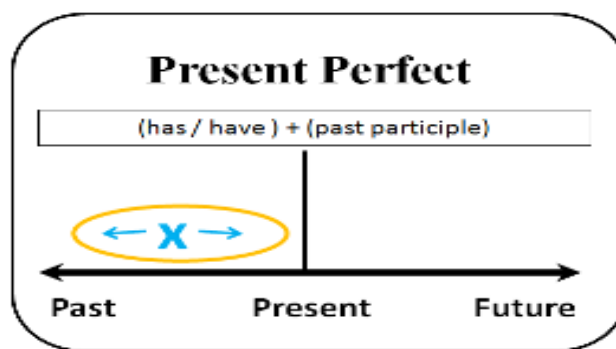 Present Perfect
(has / have ) + (past participle)
X
Past Present Future